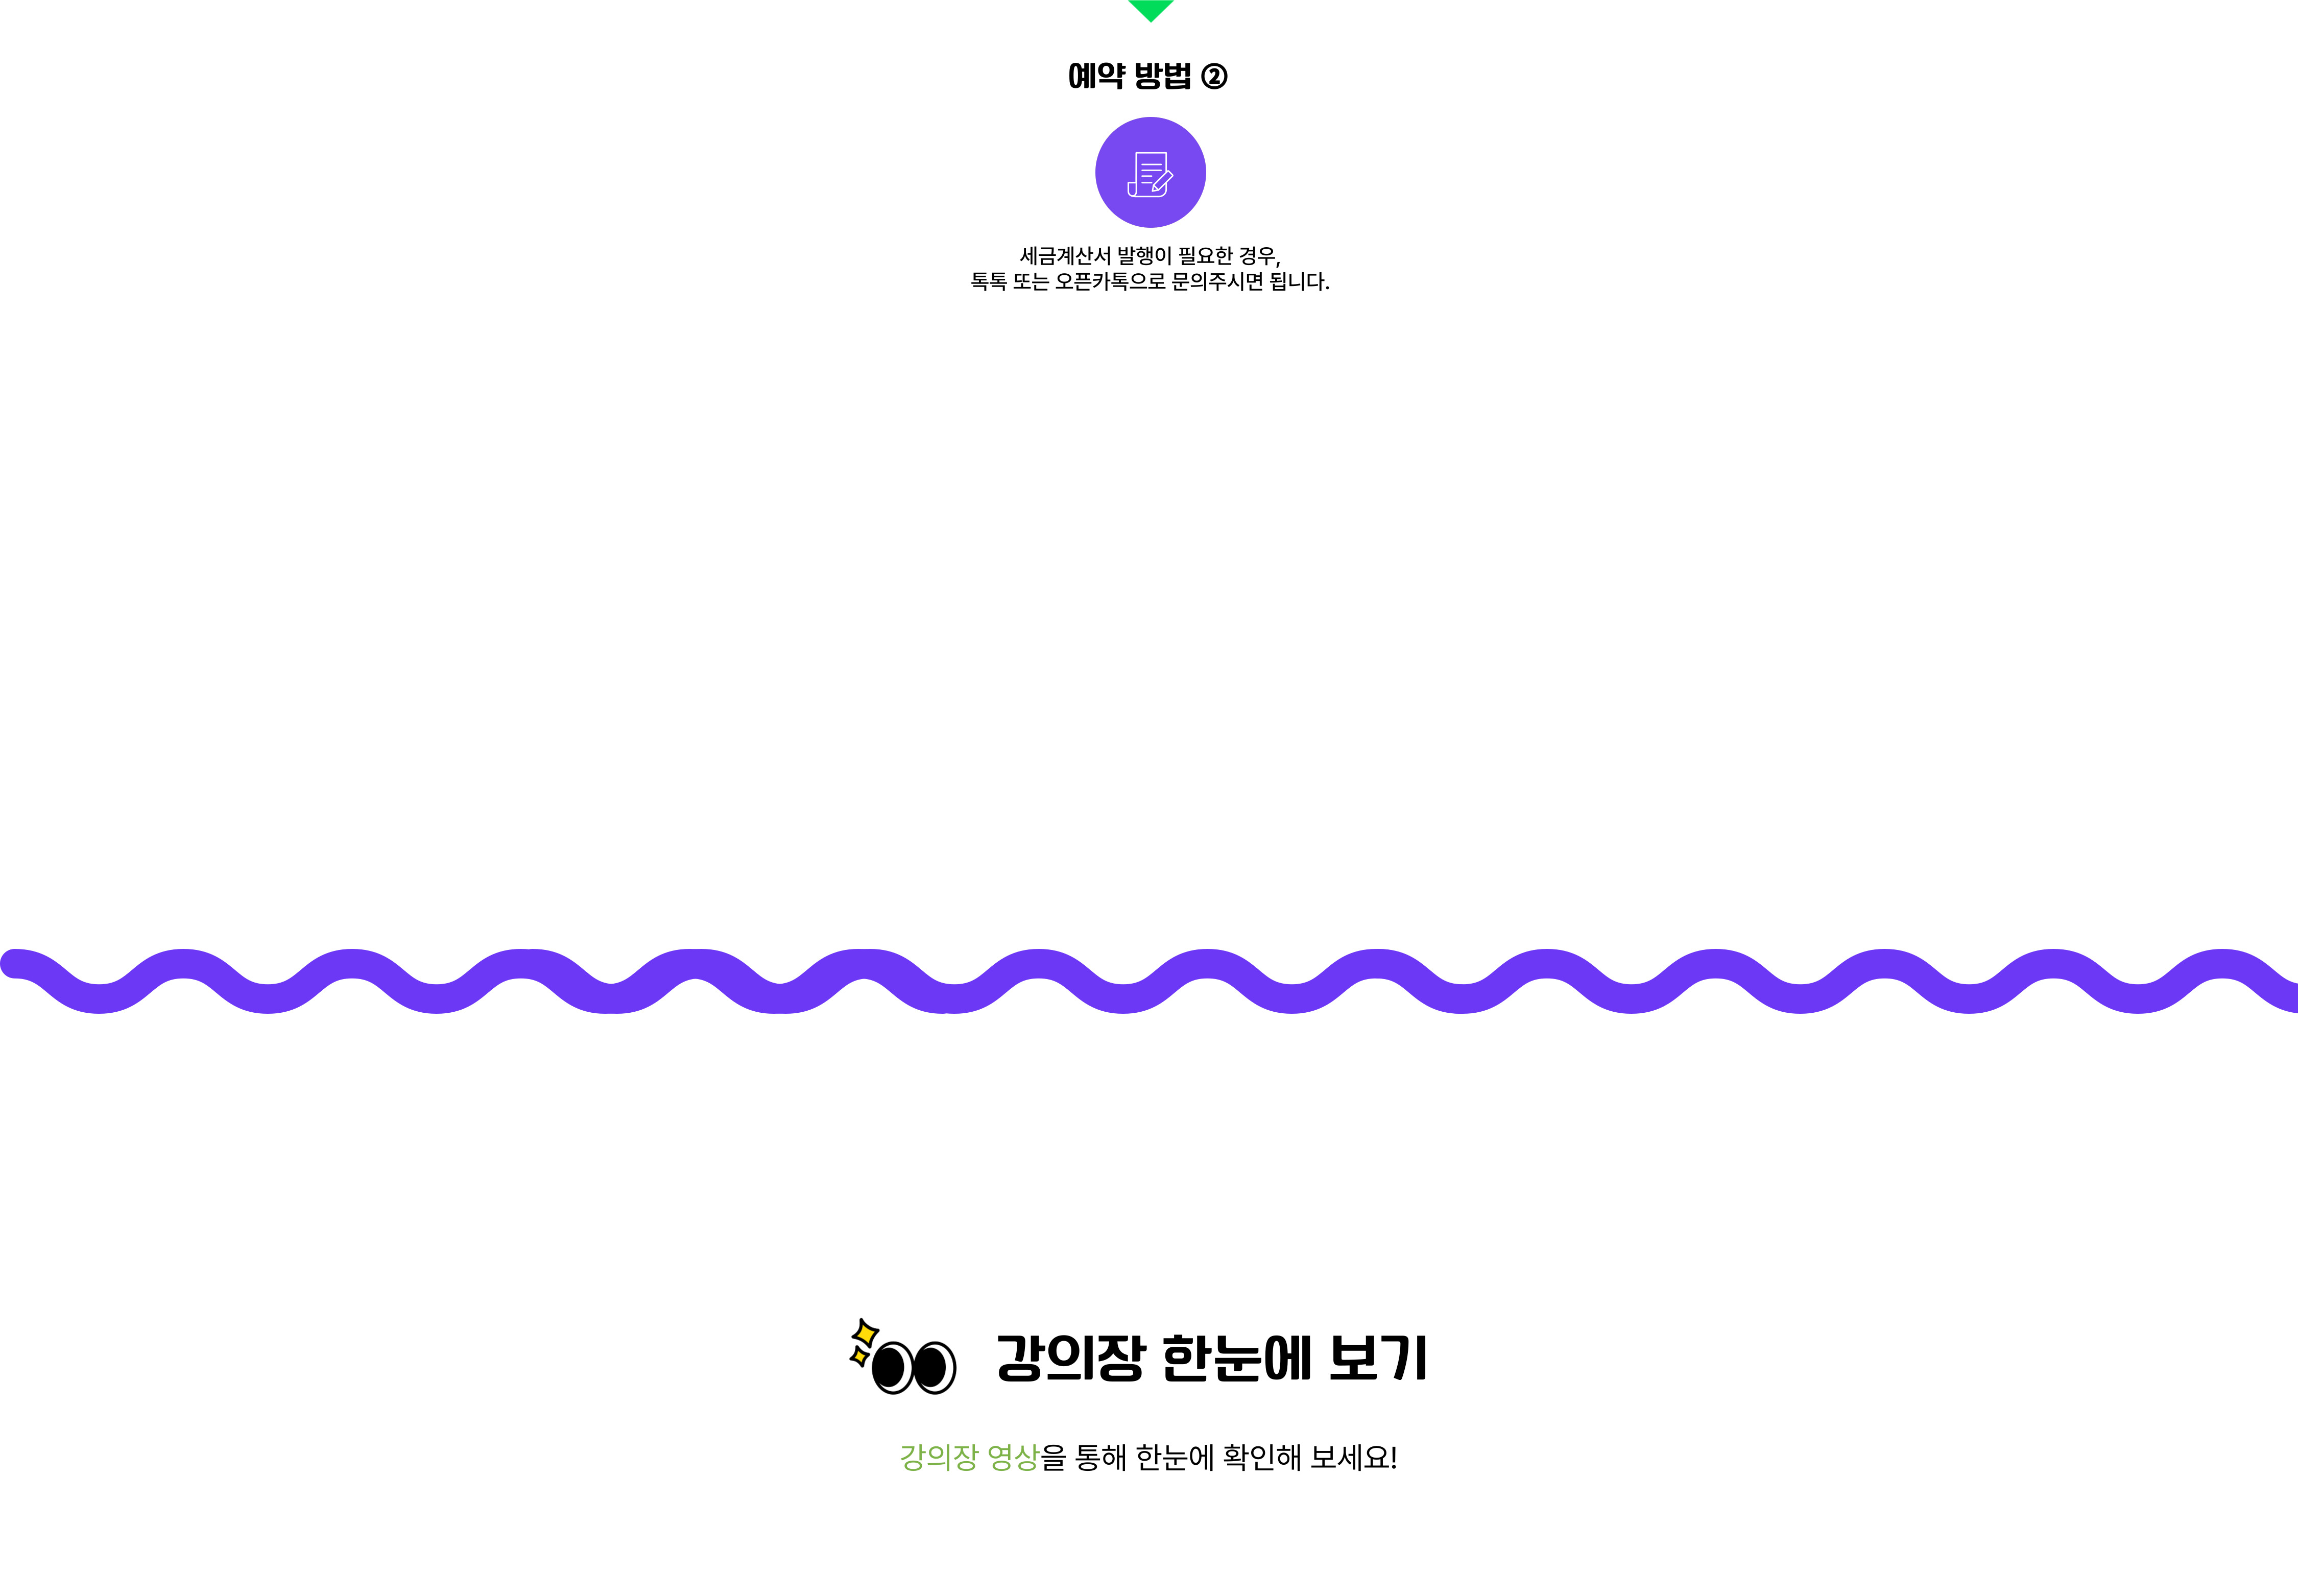 예약 방법 ②
세금계산서 발행이 필요한 경우,
톡톡 또는 오픈카톡으로 문의주시면 됩니다.
강의장 한눈에 보기
강의장 영상을 통해 한눈에 확인해 보세요!